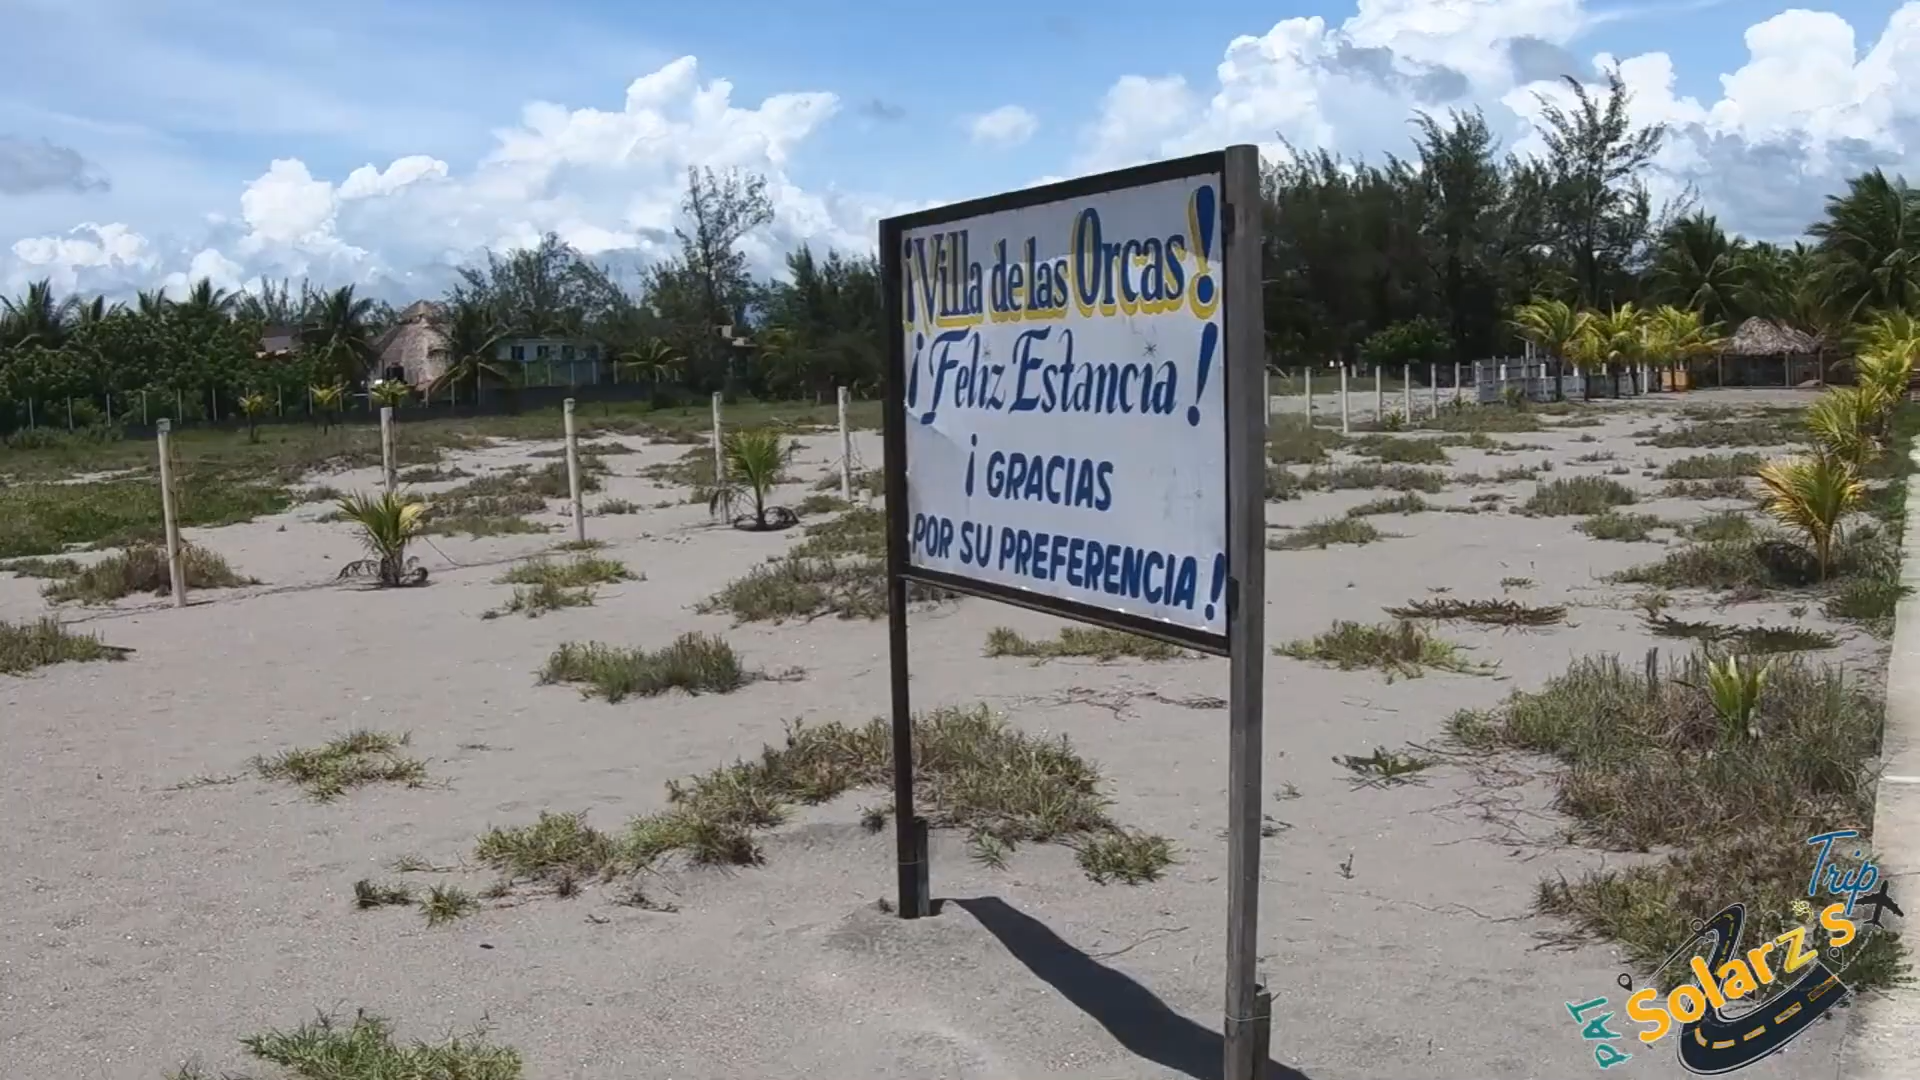 ¡Villa de las Orcas!
¡Feliz Estancia!
¡GRACIAS
POR SU PREFERENCIA!
Trip
PAT Solarz's